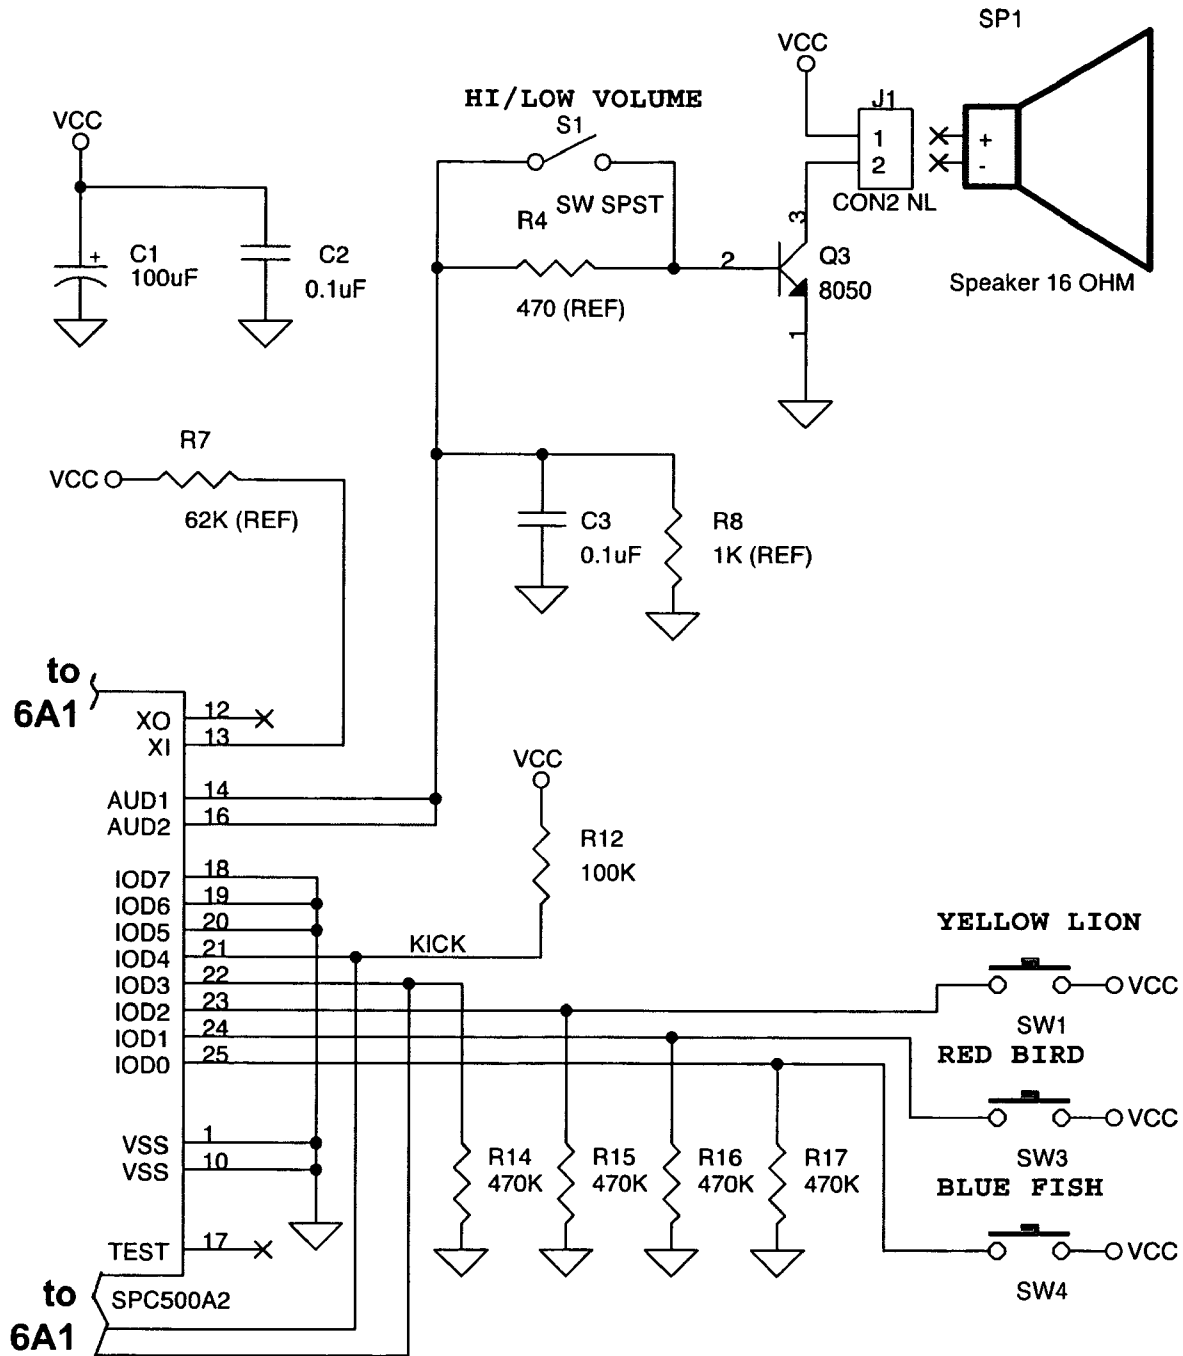 SP1
VCC
HI/LOW VOLUME
J1
VCC
S1
1
+
2
-
SW SPST
CON2 NL
R4
3
C1
100uF
C2
0.1uF
2
Q3
8050
Speaker 16 OHM
470 (REF)
1
R7
VCC
62K (REF)
C3
0.1uF
R8
1K (REF)
to
6A1
XO
12
XI
13
VCC
AUD1
14
AUD2
16
R12
100K
IOD7
18
IOD6
19
IOD5
20
YELLOW LION
IOD4
21
KICK
IOD3
22
IOD2
23
VCC
SW1
IOD1
24
RED BIRD
IOD0
25
VCC
VSS
1
SW3
VSS
10
R14
470K
R15
470K
R16
470K
R17
470K
BLUE FISH
TEST
17
VCC
to
6A1
SPC500A2
SW4